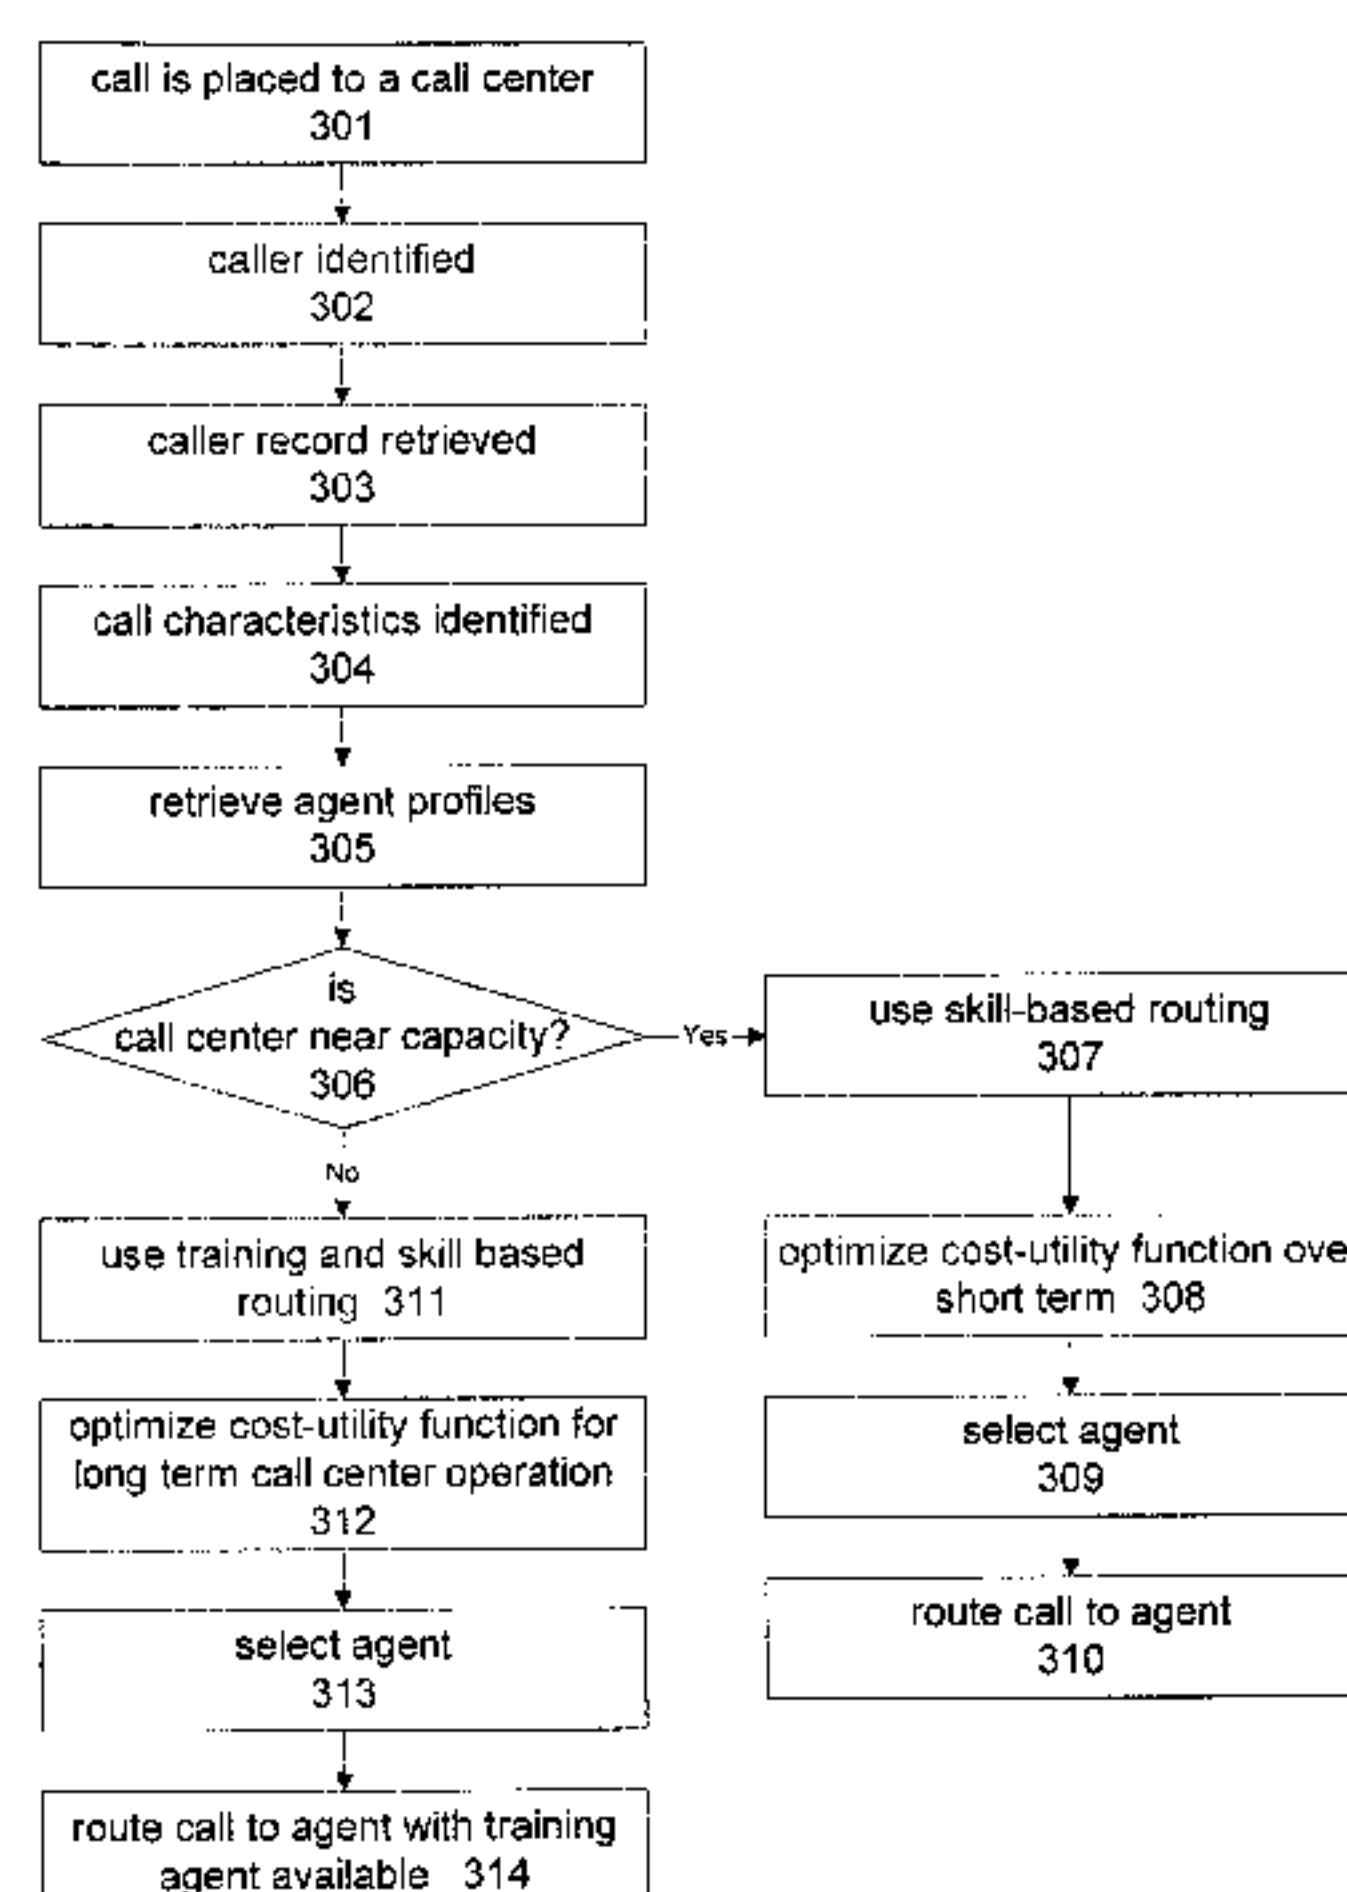 call is placed to a call center
301
caller identified
302
caller record retrieved
303
call characteristics identified
304
retrieve agent profiles
305
is
call center near capacity?
306
Yes
use skill-based routing
307
optimize cost-utility function ove
short term 308
select agent
309
route call to agent
310
No
use training and skill based
routing 311
optimize cost-utility function for
long term call center operation
312
select agent
313
route call to agent with training
agent available 314